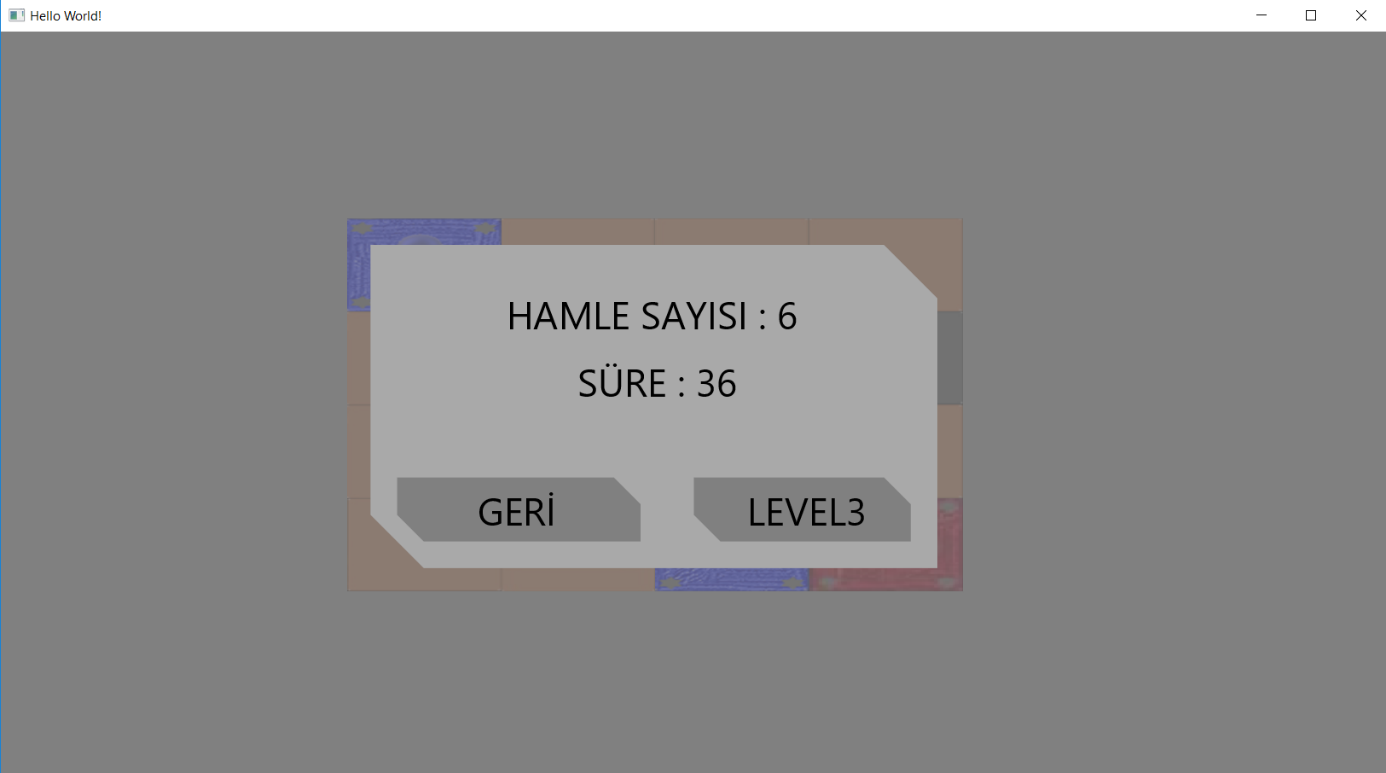 Hello World!
HAMLE SAYISI : 6
SÜRE : 36
GERİ
LEVEL3